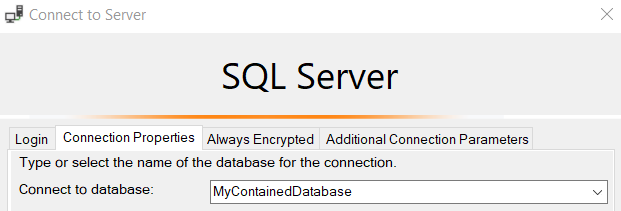 Connect to Server
SQL Server
Login Connection Properties Always Encrypted Additional Connection Parameters
Type or select the name of the database for the connection.
Connect to database: MyContainedDatabase